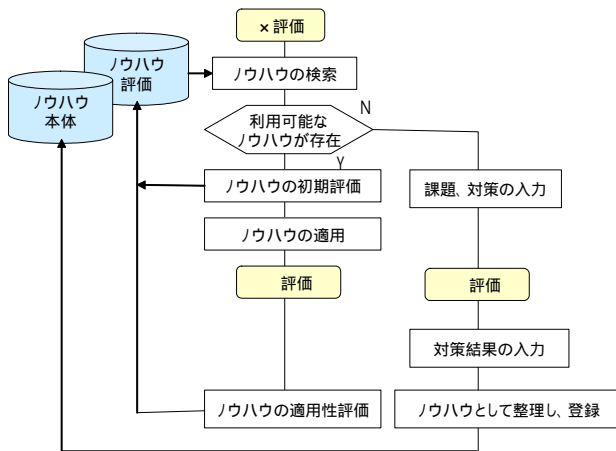 ×評価
ノウハウ
評価
ノウハウ
本体
ノウハウの検索
N
利用可能な
ノウハウが存在
Y
ノウハウの初期評価
課題、対策の入力
ノウハウの適用
評価
評価
対策結果の入力
ノウハウの適用性評価
ノウハウとして整理し、登録